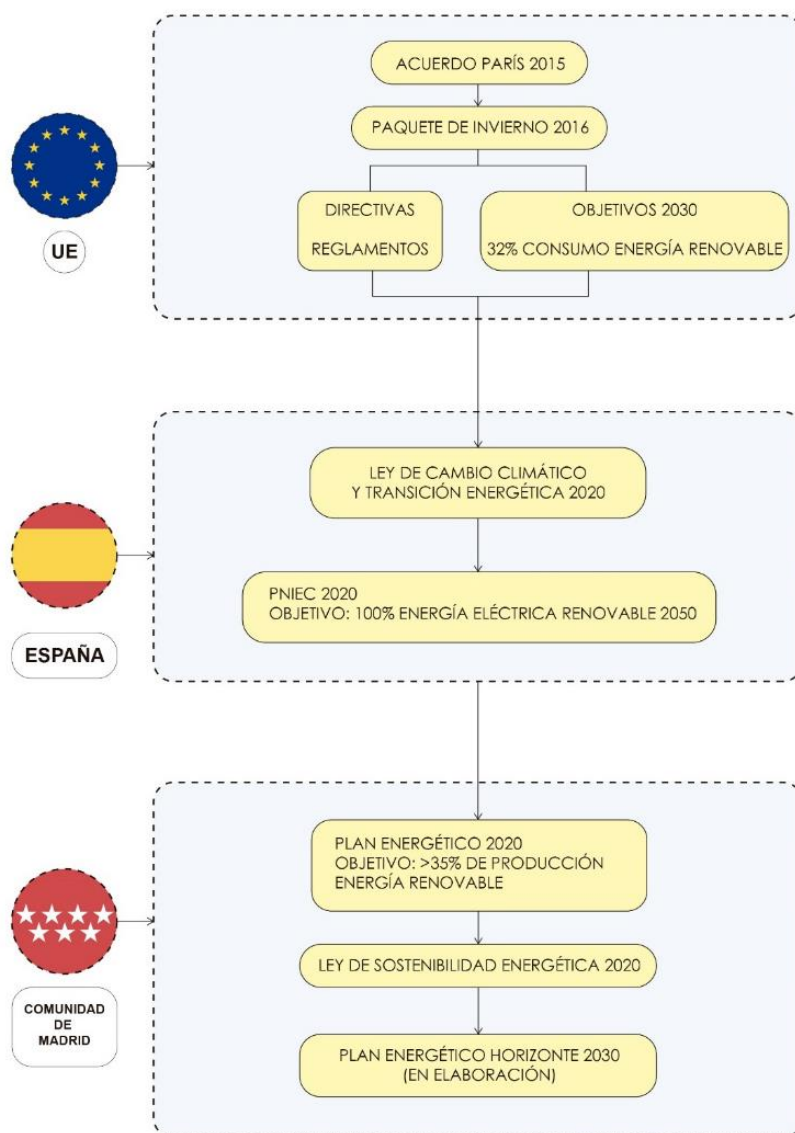 ACUERDO PARÍS 2015
PAQUETE DE INVIERNO 2016
DIRECTIVAS
REGLAMENTOS
OBJETIVOS 2030
32% CONSUMO ENERGÍA RENOVABLE
UE
LEY DE CAMBIO CLIMÁTICO
Y TRANSICIÓN ENERGÉTICA 2020
PNIEC 2020
OBJETIVO: 100% ENERGÍA ELÉCTRICA RENOVABLE 2050
ESPAÑA
PLAN ENERGÉTICO 2020
OBJETIVO: >35% DE PRODUCCIÓN
ENERGÍA RENOVABLE
LEY DE SOSTENIBILIDAD ENERGÉTICA 2020
PLAN ENERGÉTICO HORIZONTE 2030
(EN ELABORACIÓN)
COMUNIDAD
DE
MADRID